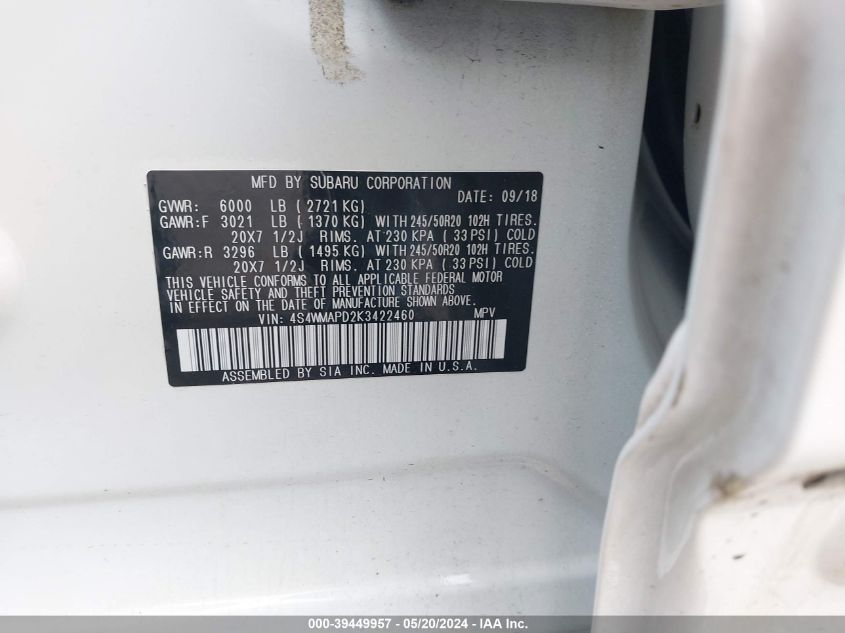 MFD BY SUBARU CORPORATION
GVWR: 6000 LB ( 2721 KG) DATE: 09/18
GAWR:F 3021 LB ( 1370 KG) WITH 245/50R20 102H TIRES.
20X7 1/2J RIMS. AT 230 KPA ( 33 PSI) COLD
GAWR:R 3296 LB ( 1495 KG) WITH 245/50R20 102H TIRES.
20X7 1/2J RIMS. AT 230 KPA ( 33 PSI) COLD
THIS VEHICLE CONFORMS TO ALL APPLICABLE FEDERAL MOTOR
VEHICLE SAFETY AND THEFT PREVENTION STANDARDS
IN EFFECT ON THE DATE OF MANUFACTURE SHOWN ABOVE.
VIN: 4S4WMAPD2K3422460 MPV
ASSEMBLED BY SIA INC. MADE IN U.S.A.
000-39449957 - 05/20/2024 - IAA Inc.